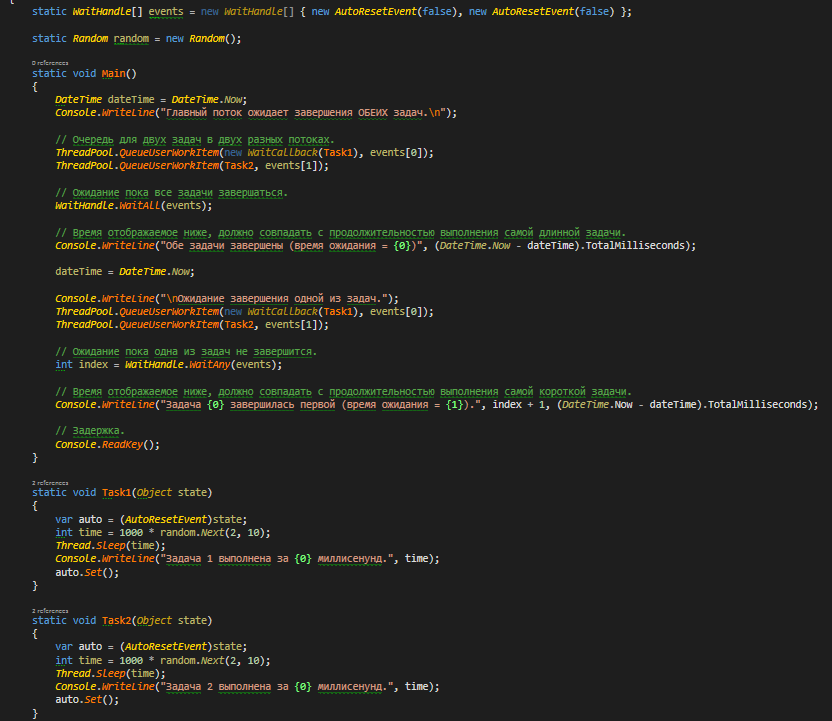 {
static WaitHandle[] events = new WaitHandle[] { new AutoResetEvent(false), new AutoResetEvent(false) };
static Random random = new Random();
0 references
static void Main()
{
DateTime dateTime = DateTime.Now;
Console.WriteLine("Главный поток ожидает завершения ОБЕИХ задач.\n");
// Очередь для двух задач в двух разных потоках.
ThreadPool.QueueUserWorkItem(new WaitCallback(Task1), events[0]);
ThreadPool.QueueUserWorkItem(Task2, events[1]);
// Ожидание пока все задачи завершаться.
WaitHandle.WaitAll(events);
// Время отображаемое ниже, должно совпадать с продолжительностью выполнения самой длинной задачи.
Console.WriteLine("Обе задачи завершены (время ожидания = {0})", (DateTime.Now - dateTime).TotalMilliseconds);
dateTime = DateTime.Now;
Console.WriteLine("\nОжидание завершения одной из задач.");
ThreadPool.QueueUserWorkItem(new WaitCallback(Task1), events[0]);
ThreadPool.QueueUserWorkItem(Task2, events[1]);
// Ожидание пока одна из задач не завершится.
int index = WaitHandle.WaitAny(events);
// Время отображаемое ниже, должно совпадать с продолжительностью выполнения самой короткой задачи.
Console.WriteLine("Задача {0} завершилась первой (время ожидания = {1}).", index + 1, (DateTime.Now - dateTime).TotalMilliseconds);
// Задержка.
Console.ReadKey();
}
2 references
static void Task1(Object state)
{
var auto = (AutoResetEvent)state;
int time = 1000 * random.Next(2, 10);
Thread.Sleep(time);
Console.WriteLine("Задача 1 выполнена за {0} миллисенунд.", time);
auto.Set();
}
2 references
static void Task2(Object state)
{
var auto = (AutoResetEvent)state;
int time = 1000 * random.Next(2, 10);
Thread.Sleep(time);
Console.WriteLine("Задача 2 выполнена за {0} миллисенунд.", time);
auto.Set();
}